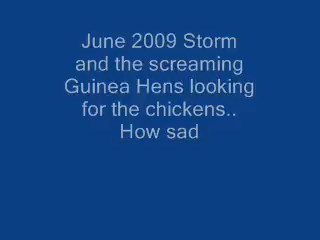 June 2009 Storm
and the screaming
Guinea Hens looking
for the chickens..
How sad